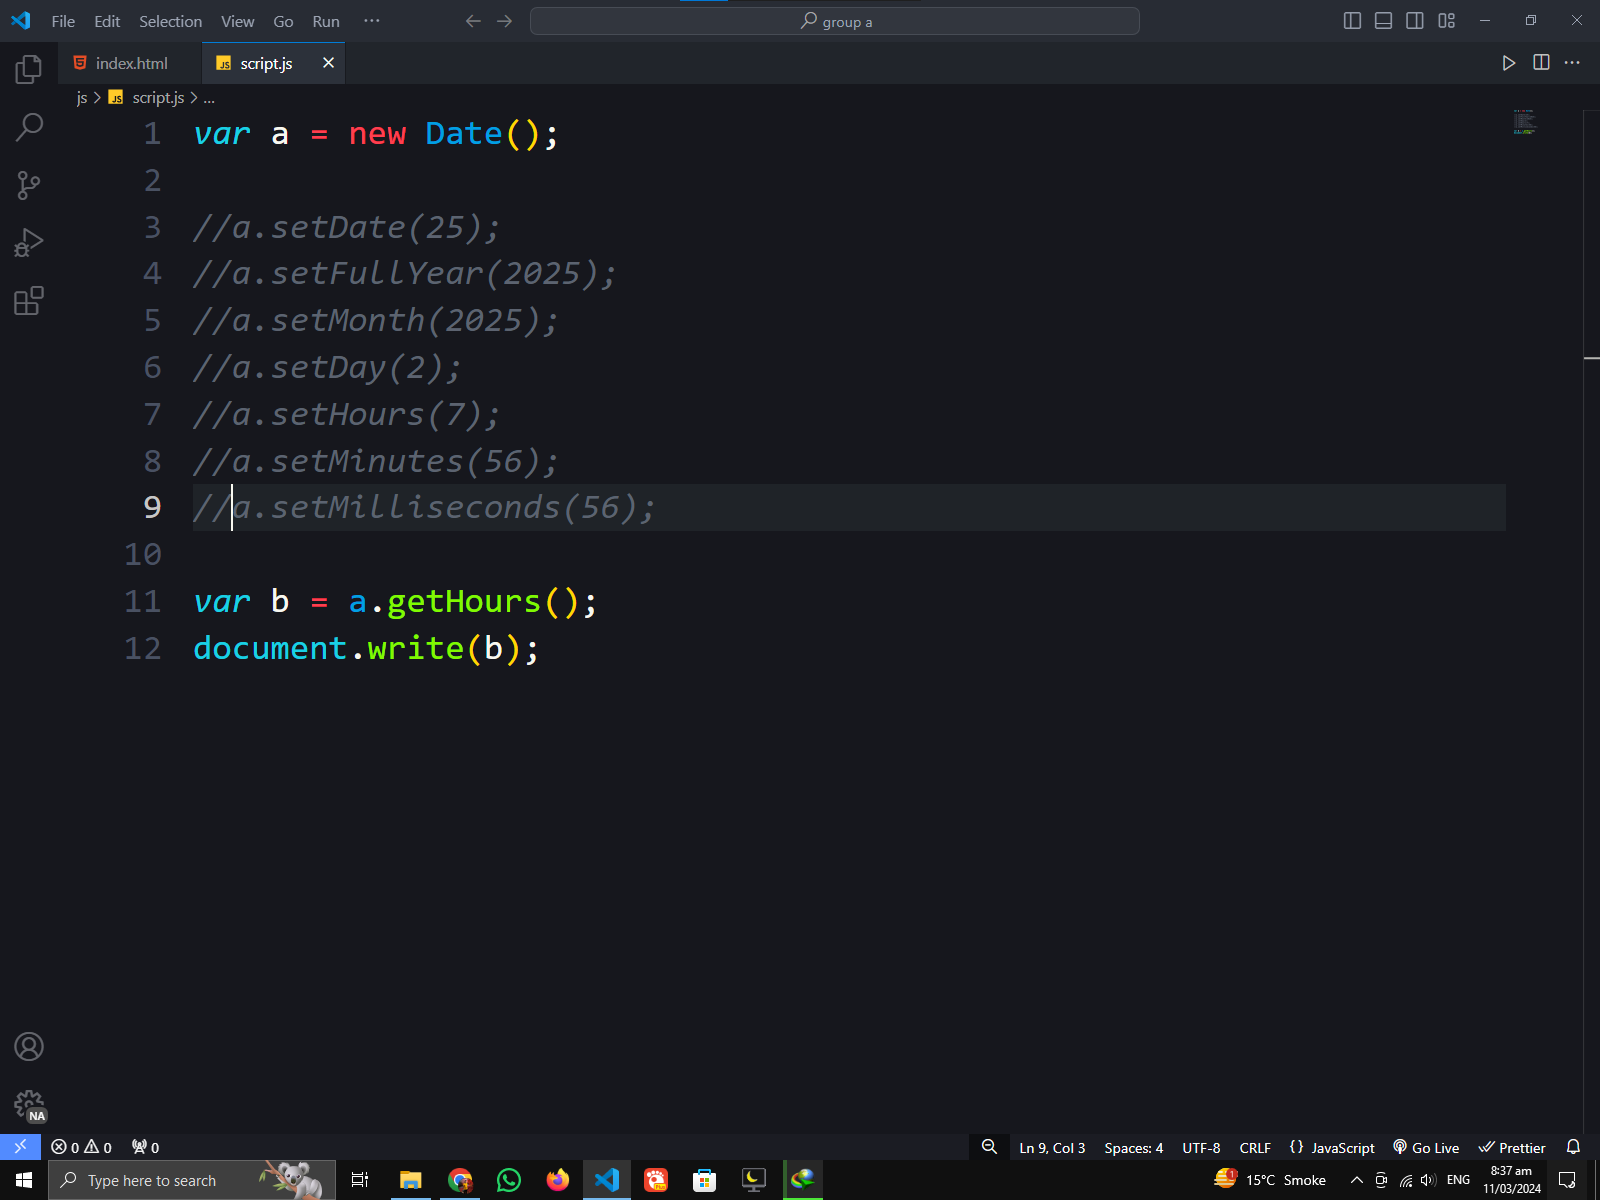 File Edit Selection View Go Run ···
group a
index.html
JS script.js
js > JS script.js > ...
1 var a = new Date();
2
3 //a.setDate(25);
4 //a.setFullYear(2025);
5 //a.setMonth(2025);
6 //a.setDay(2);
7 //a.setHours(7);
8 //a.setMinutes(56);
9 //a.setMilliseconds(56);
10
11 var b = a.getHours();
12 document.write(b);
NA
0 0 0 Ln 9, Col 3 Spaces: 4 UTF-8 CRLF {} JavaScript Go Live Prettier
Type here to search
1 15°C Smoke ENG
8:37 am
11/03/2024